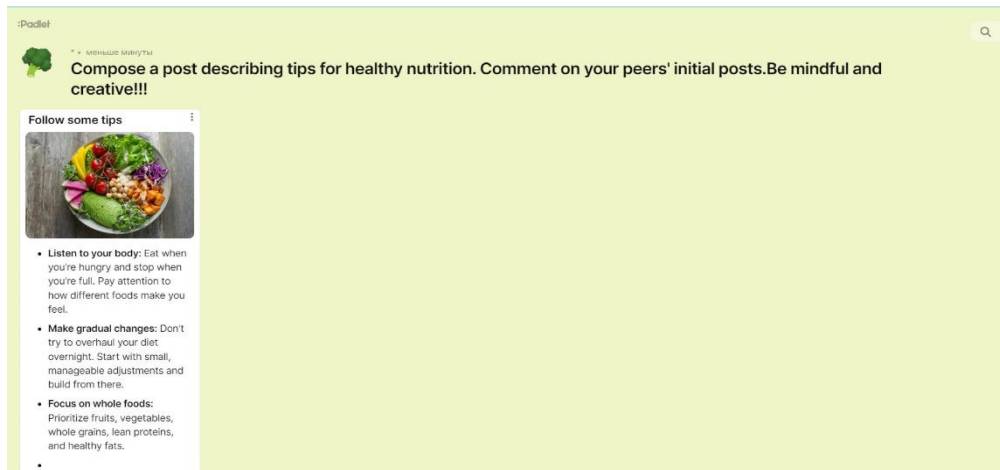 :Padlet
* • меньше минуты
Compose a post describing tips for healthy nutrition. Comment on your peers' initial posts.Be mindful and
creative!!!
Follow some tips
• Listen to your body: Eat when
you're hungry and stop when
you're full. Pay attention to
how different foods make you
feel.
• Make gradual changes: Don't
try to overhaul your diet
overnight. Start with small,
manageable adjustments and
build from there.
• Focus on whole foods:
Prioritize fruits, vegetables,
whole grains, lean proteins,
and healthy fats.
•